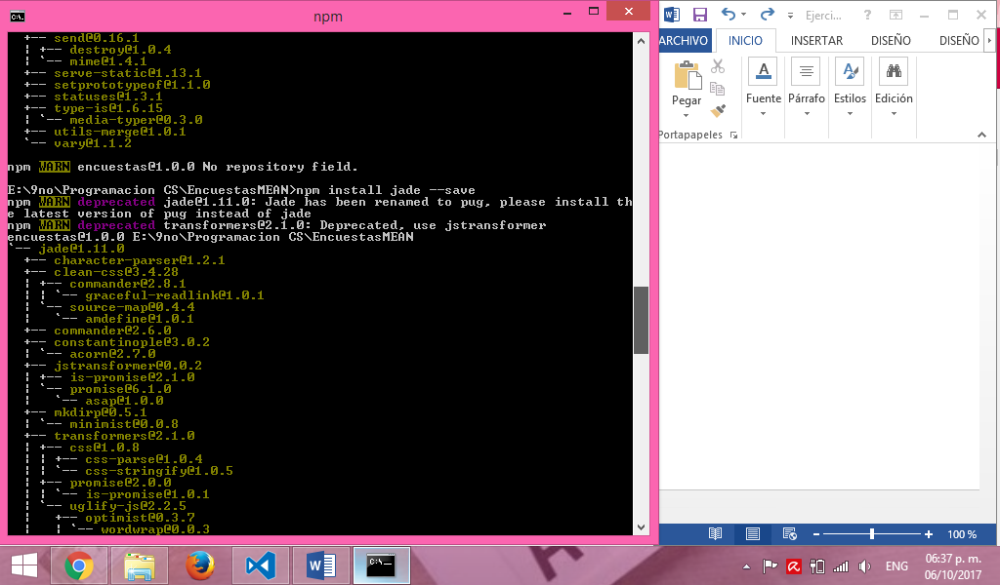 npm
+-- send@0.16.1
| +-- destroy@1.0.4
| `-- mime@1.4.1
+-- serve-static@1.13.1
+-- setprototypeof@1.1.0
+-- statuses@1.3.1
+-- type-is@1.6.15
| `-- media-typer@0.3.0
+-- utils-merge@1.0.1
`-- vary@1.1.2
npm WARN encuestas@1.0.0 No repository field.
E:\9no\Programacion CS\EncuestasMEAN>npm install jade --save
npm WARN deprecated jade@1.11.0: Jade has been renamed to pug, please install th
e latest version of pug instead of jade
npm WARN deprecated transformers@2.1.0: Deprecated, use jstransformer
encuestas@1.0.0 E:\9no\Programacion CS\EncuestasMEAN
`-- jade@1.11.0
+-- character-parser@1.2.1
+-- clean-css@3.4.28
| +-- commander@2.8.1
| | `-- graceful-readlink@1.0.1
| `-- source-map@0.4.4
|   `-- amdefine@1.0.1
+-- commander@2.6.0
+-- constantinople@3.0.2
| `-- acorn@2.7.0
+-- jstransformer@0.0.2
| +-- is-promise@2.1.0
| `-- promise@6.1.0
|   `-- asap@1.0.0
+-- mkdirp@0.5.1
| `-- minimist@0.0.8
+-- transformers@2.1.0
| +-- css@1.0.8
| | +-- css-parse@1.0.4
| | `-- css-stringify@1.0.5
| +-- promise@2.0.0
| | `-- is-promise@1.0.1
| `-- uglify-js@2.2.5
|   +-- optimist@0.3.7
|   | `-- wordwrap@0.0.3
Ejerci...
ARCHIVO INICIO INSERTAR DISEÑO DISEÑO
Pegar Fuente Párrafo Estilos Edición
Portapapeles
100 %
ENG 06:37 p. m.
06/10/2017